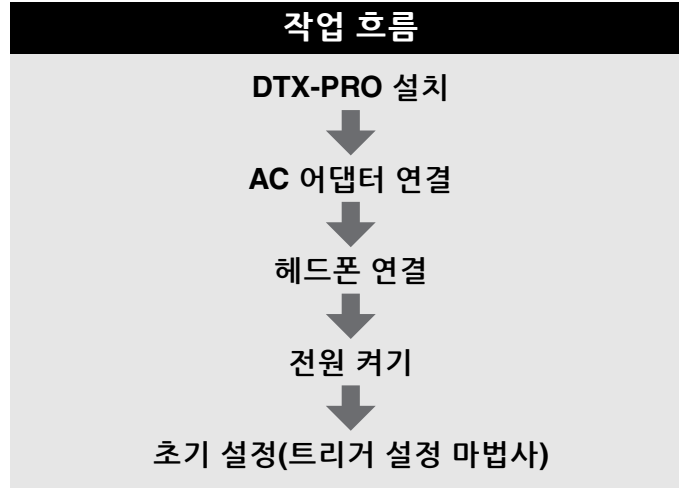 작업 흐름
DTX-PRO 설치
AC 어댑터 연결
헤드폰 연결
전원 켜기
초기 설정(트리거 설정 마법사)